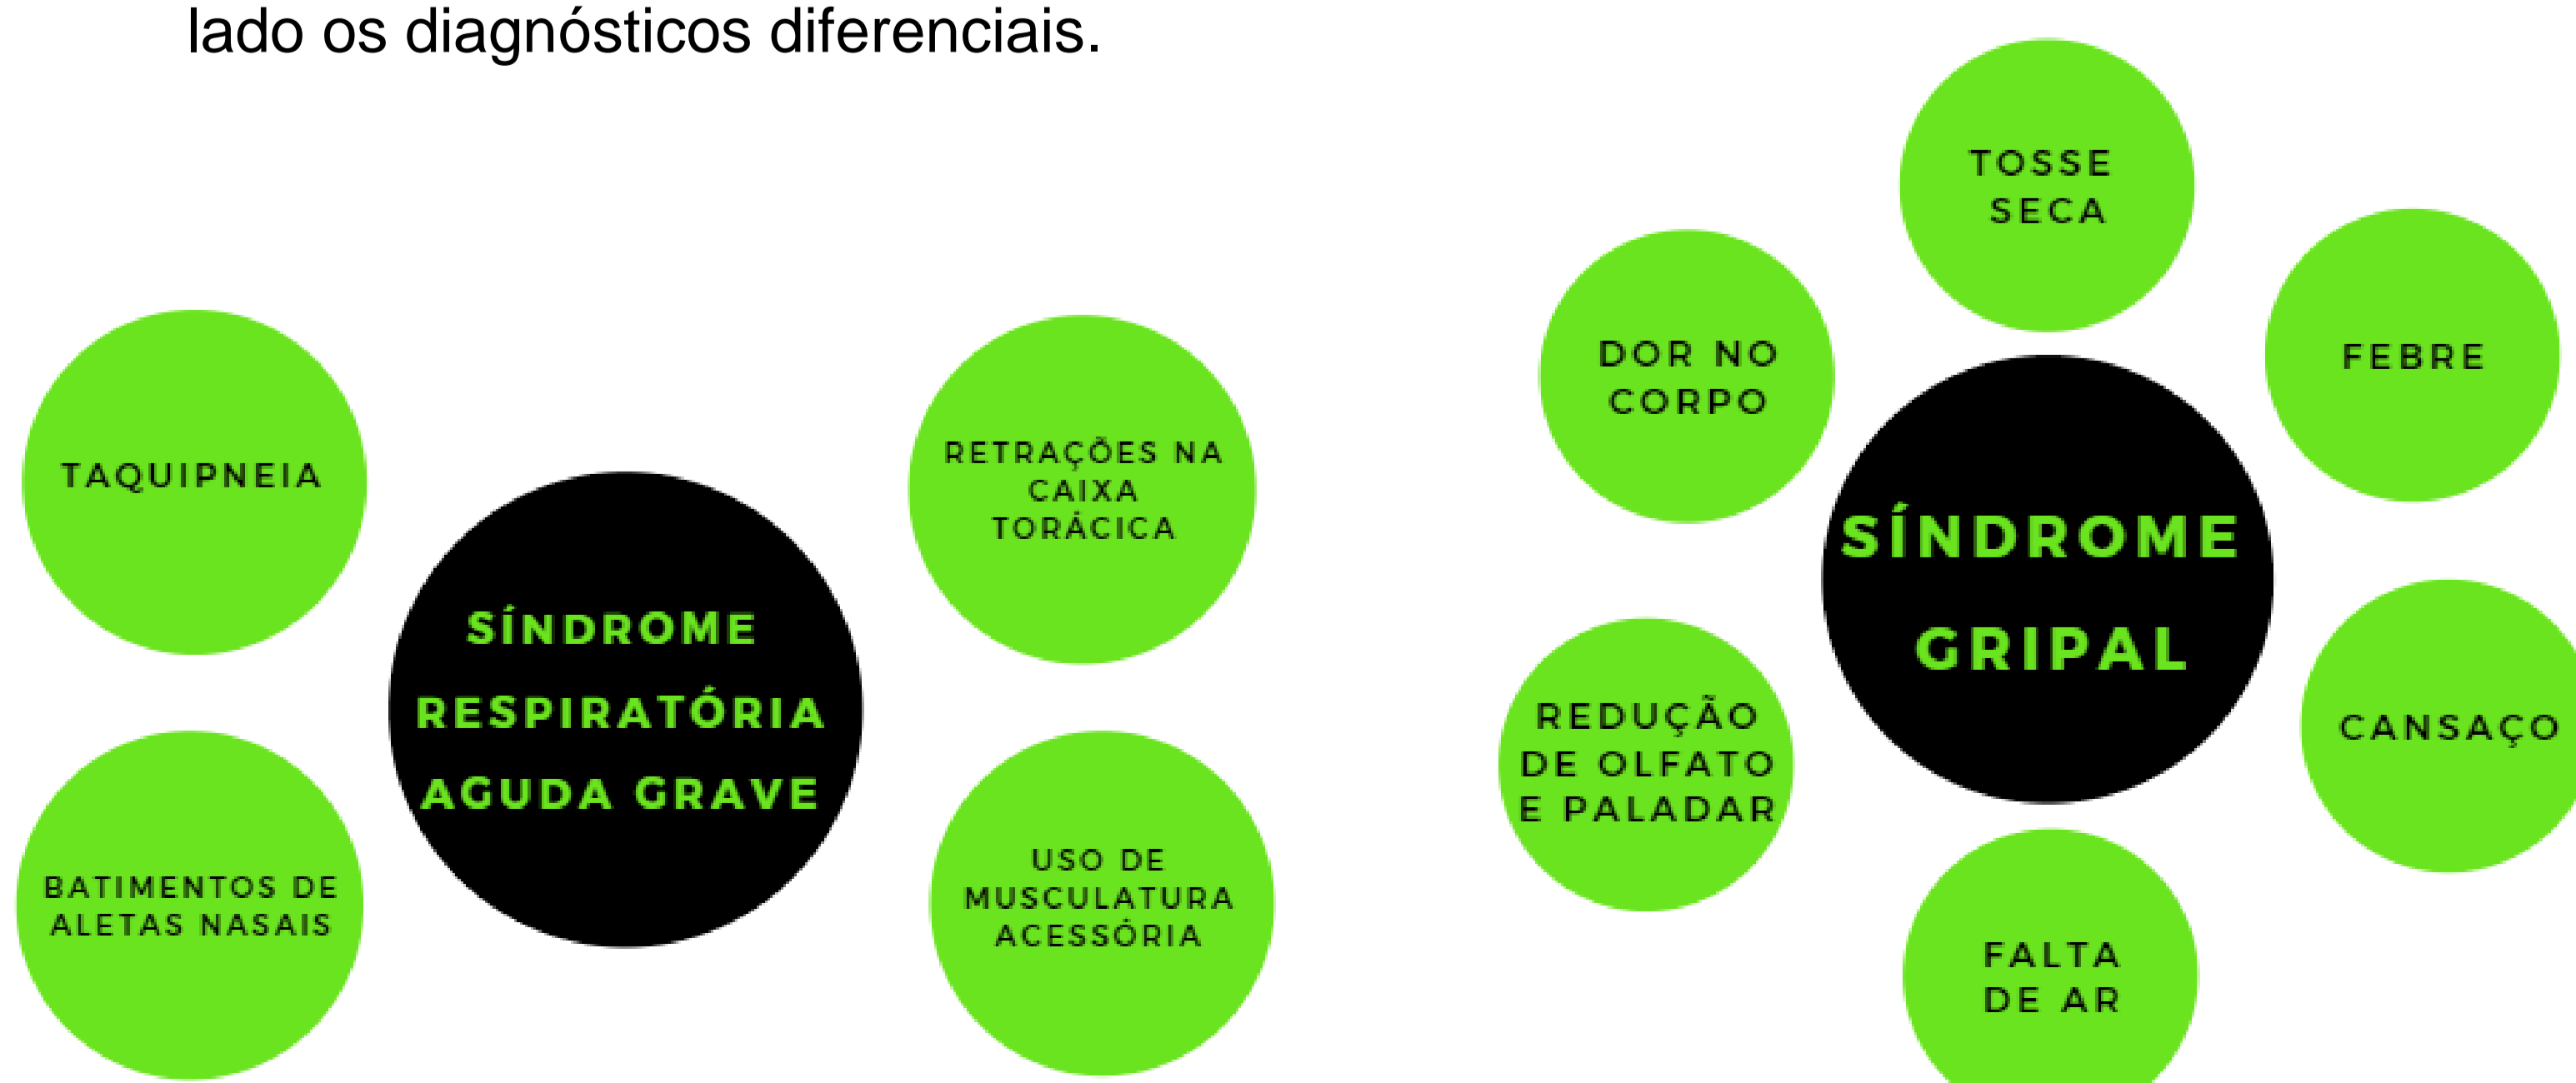 lado os diagnósticos diferenciais.
TAQUIPNEIA
RETRAÇÕES NA
CAIXA
TORÁCICA
SÍNDROME
RESPIRATÓRIA
AGUDA GRAVE
BATIMENTOS DE
ALETAS NASAIS
USO DE
MUSCULATURA
ACESSÓRIA
TOSSE
SECA
DOR NO
CORPO
FEBRE
SÍNDROME
GRIPAL
REDUÇÃO
DE OLFATO
E PALADAR
CANSAÇO
FALTA
DE AR